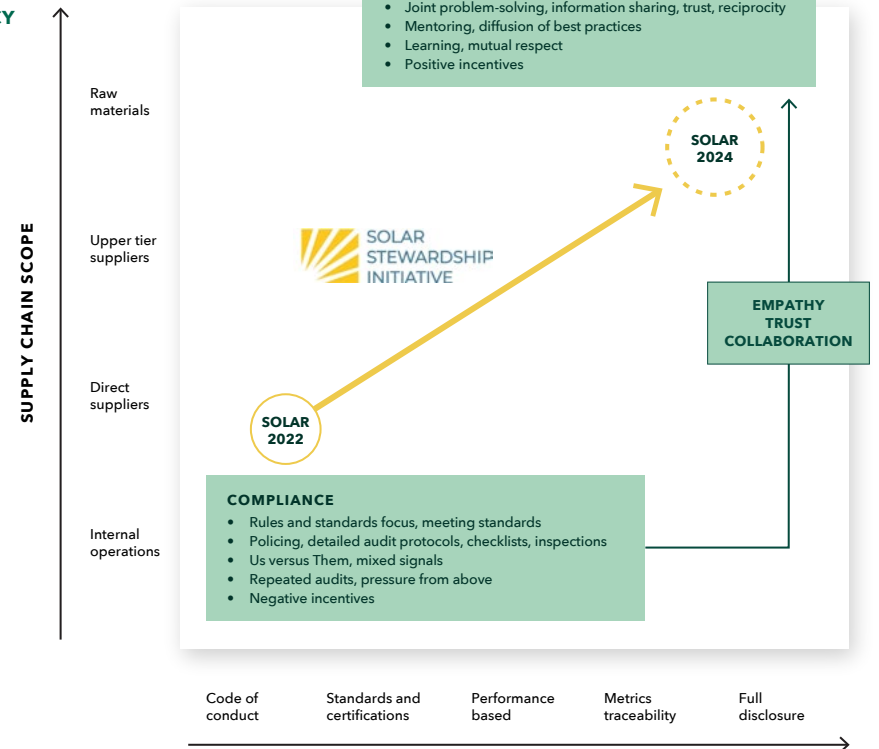 • Joint problem-solving, information sharing, trust, reciprocity
• Mentoring, diffusion of best practices
• Learning, mutual respect
• Positive incentives
SUPPLY CHAIN SCOPE
Raw
materials
Upper tier
suppliers
Direct
suppliers
Internal
operations
SOLAR
2024
SOLAR
STEWARDSHIP
INITIATIVE
EMPATHY
TRUST
COLLABORATION
SOLAR
2022
COMPLIANCE
• Rules and standards focus, meeting standards
• Policing, detailed audit protocols, checklists, inspections
• Us versus Them, mixed signals
• Repeated audits, pressure from above
• Negative incentives
Code of
conduct
Standards and
certifications
Performance
based
Metrics
traceability
Full
disclosure